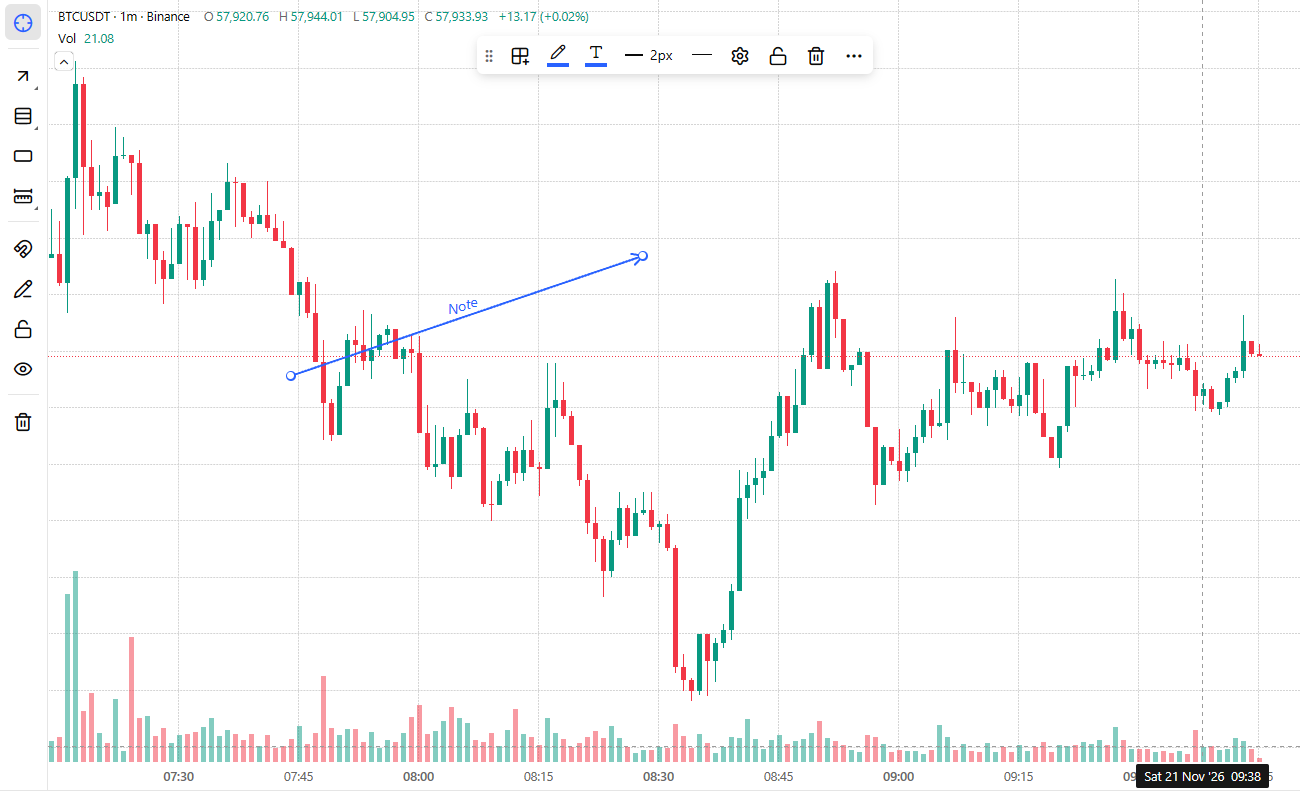 BTCUSDT · 1m · Binance O 57,920.76 H 57,944.01 L 57,904.95 C 57,933.93 +13.17 (+0.02%)
Vol 21.08
T 2px
Note
07:30 07:45 08:00 08:15 08:30 08:45 09:00 09:15
Sat 21 Nov '26 09:38